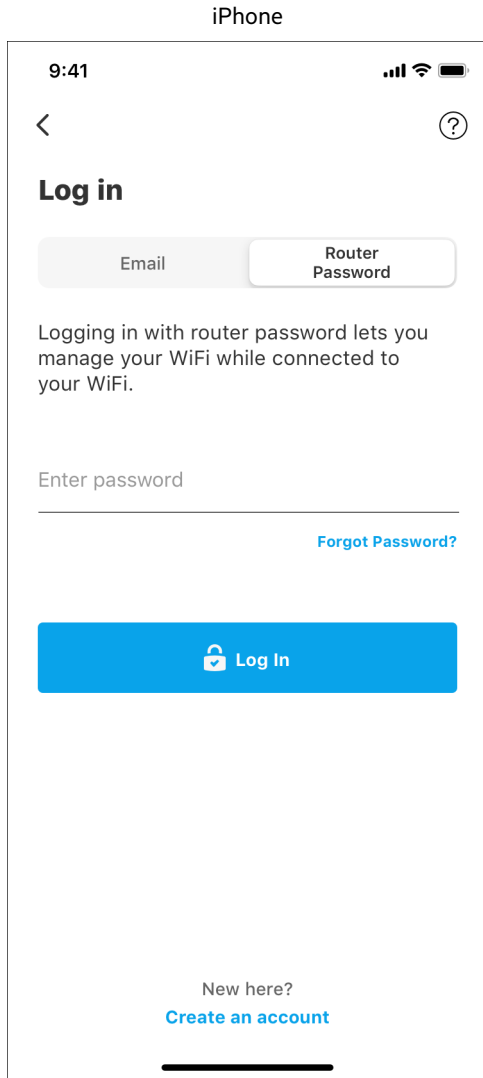 iPhone
9:41
?
Log in
Email
Router
Password
Logging in with router password lets you
manage your WiFi while connected to
your WiFi.
Enter password
Forgot Password?
Log In
New here?
Create an account